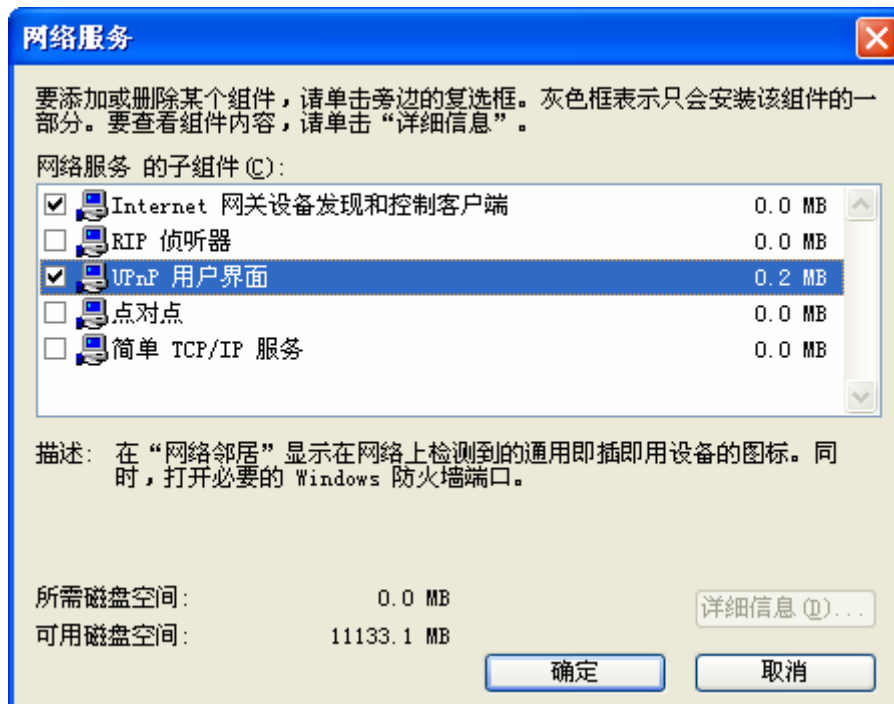 网络服务
要添加或删除某个组件，请单击旁边的复选框。灰色框表示只会安装该组件的一
部分。要查看组件内容，请单击“详细信息”。
网络服务 的子组件(C):
Internet 网关设备发现和控制客户端 0.0 MB
RIP 侦听器 0.0 MB
UPnP 用户界面 0.2 MB
点对点 0.0 MB
简单 TCP/IP 服务 0.0 MB
描述: 在“网络邻居”显示在网络上检测到的通用即插即用设备的图标。同
时，打开必要的 Windows 防火墙端口。
所需磁盘空间: 0.0 MB
详细信息(D)...
可用磁盘空间: 11133.1 MB
确定 取消